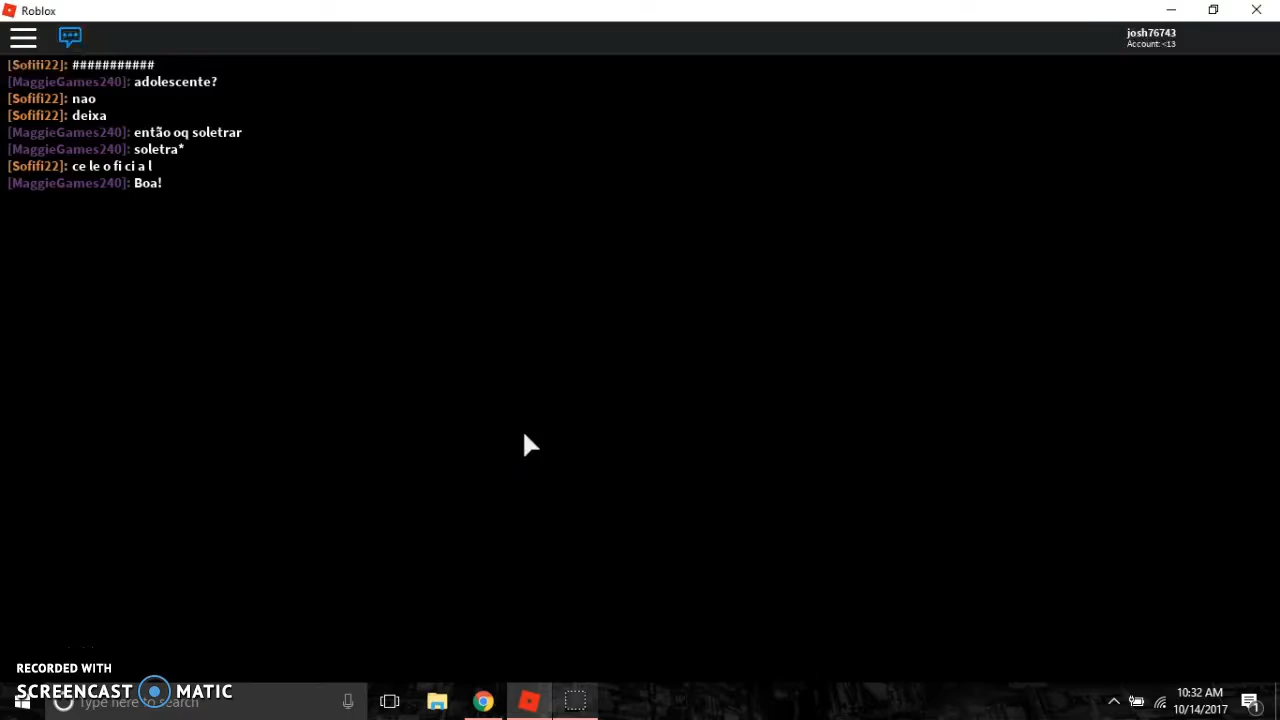 Roblox
josh76743
Account: <13
[Sofifi22]: ###########
[MaggieGames240]: adolescente?
[Sofifi22]: nao
[Sofifi22]: deixa
[MaggieGames240]: então oq soletrar
[MaggieGames240]: soletra*
[Sofifi22]: ce le o fi ci a l
[MaggieGames240]: Boa!
RECORDED WITH
SCREENCAST MATIC
Type here to search
10:32 AM
10/14/2017
1